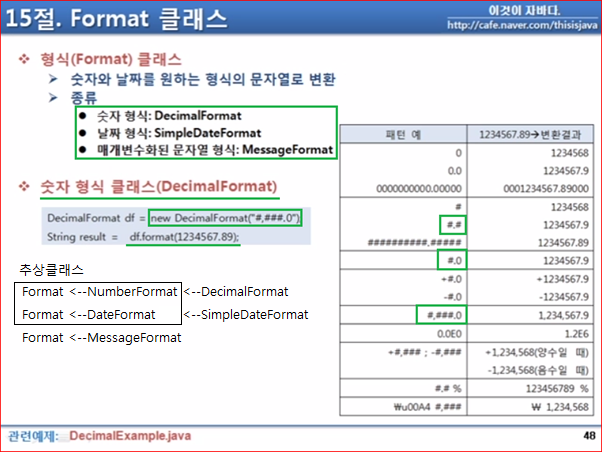 15절. Format 클래스
이것이 자바다.
http://cafe.naver.com/thisisjava
❖ 형식(Format) 클래스
➤ 숫자와 날짜를 원하는 형식의 문자열로 변환
➤ 종류
● 숫자 형식: DecimalFormat
● 날짜 형식: SimpleDateFormat
● 매개변수화된 문자열 형식: MessageFormat
❖ 숫자 형식 클래스(DecimalFormat)
DecimalFormat df = new DecimalFormat("#,###.0");
String result = df.format(1234567.89);
추상클래스
Format <--NumberFormat <--DecimalFormat
Format <--DateFormat <--SimpleDateFormat
Format <--MessageFormat
패턴 예 1234567.89→변환결과
0 1234568
0.0 1234567.9
0000000000.00000 0001234567.89000
# 1234568
#.# 1234567.9
##########.##### 1234567.89
#.0 1234567.9
+#.0 +1234567.9
-#.0 -1234567.9
#,###.0 1,234,567.9
0.0E0 1.2E6
+#,### ; -#,### +1,234,568(양수일 때)
-1,234,568(음수일 때)
#.# % 123456789 %
₩u00A4 #,### ₩ 1,234,568
관련예제: DecimalExample.java
48